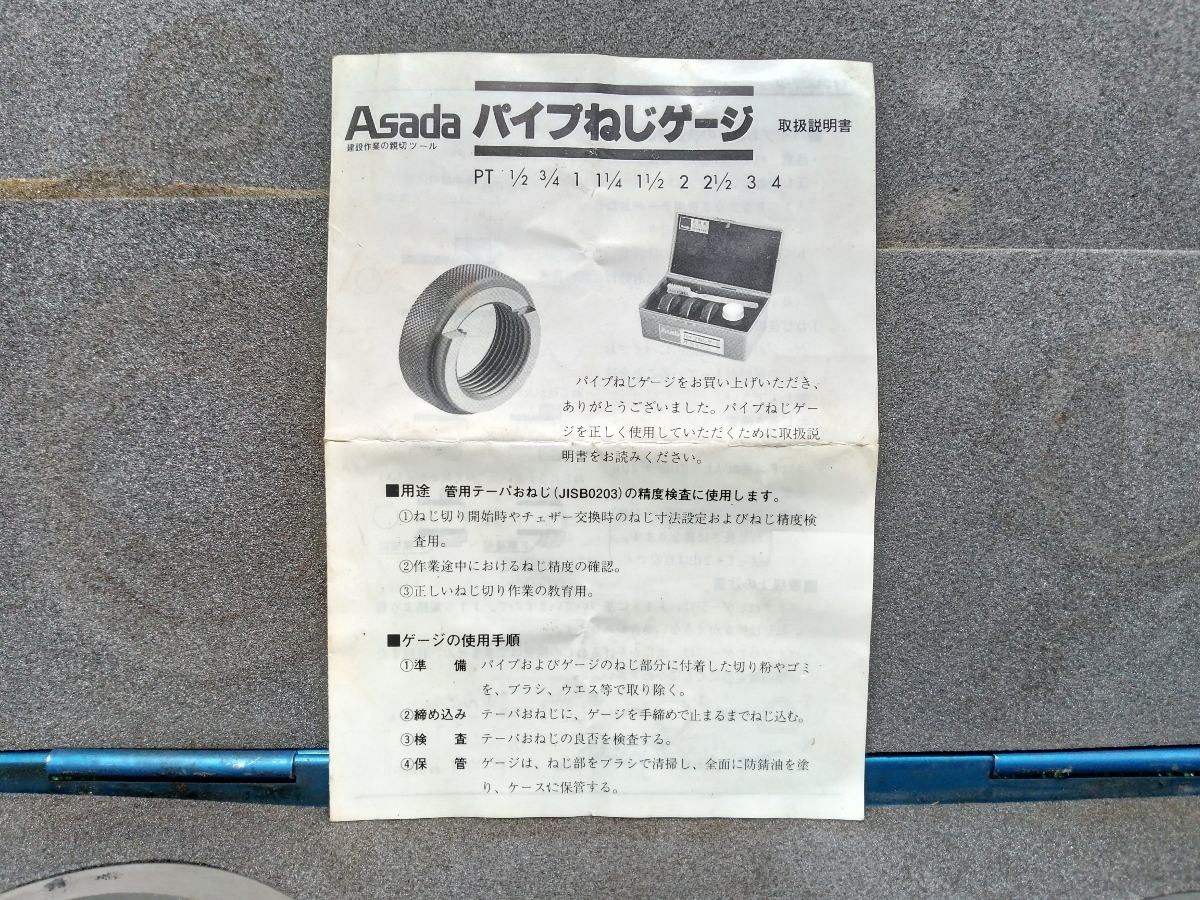 Asada パイプねじゲージ 取扱説明書
建設作業の親切ツール
PT 1/2 3/4 1 1 1/4 1 1/2 2 2 1/2 3 4
Asada
パイプねじゲージをお買い上げいただき、
ありがとうございました。パイプねじゲー
ジを正しく使用していただくために取扱説
明書をお読みください。
■用途 管用テーパおねじ(JISB0203)の精度検査に使用します。
①ねじ切り開始時やチェザー交換時のねじ寸法設定およびねじ精度検
査用。
②作業途中におけるねじ精度の確認。
③正しいねじ切り作業の教育用。
■ゲージの使用手順
①準 備 パイプおよびゲージのねじ部分に付着した切り粉やゴミ
を、ブラシ、ウエス等で取り除く。
②締め込み テーパおねじに、ゲージを手締めで止まるまでねじ込む。
③検 査 テーパおねじの良否を検査する。
④保 管 ゲージは、ねじ部をブラシで清掃し、全面に防錆油を塗
り、ケースに保管する。